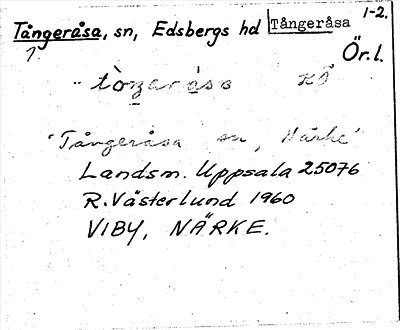 Tångeråsa, sn, Edsbergs hd Tångeråsa 1-2.
Ör.l.
"Tångeråsa sn, Närke"
Landsm. Uppsala 25076
R. Västerlund 1960
VIBY, NÄRKE.